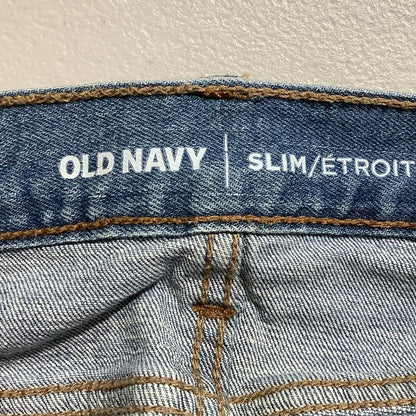 OLD NAVY | SLIM/ÉTROIT